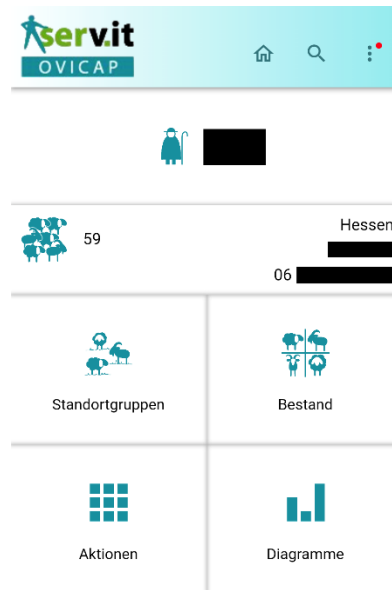 serv.it
OVICAP
59
Hessen
06
Standortgruppen
Bestand
Aktionen
Diagramme